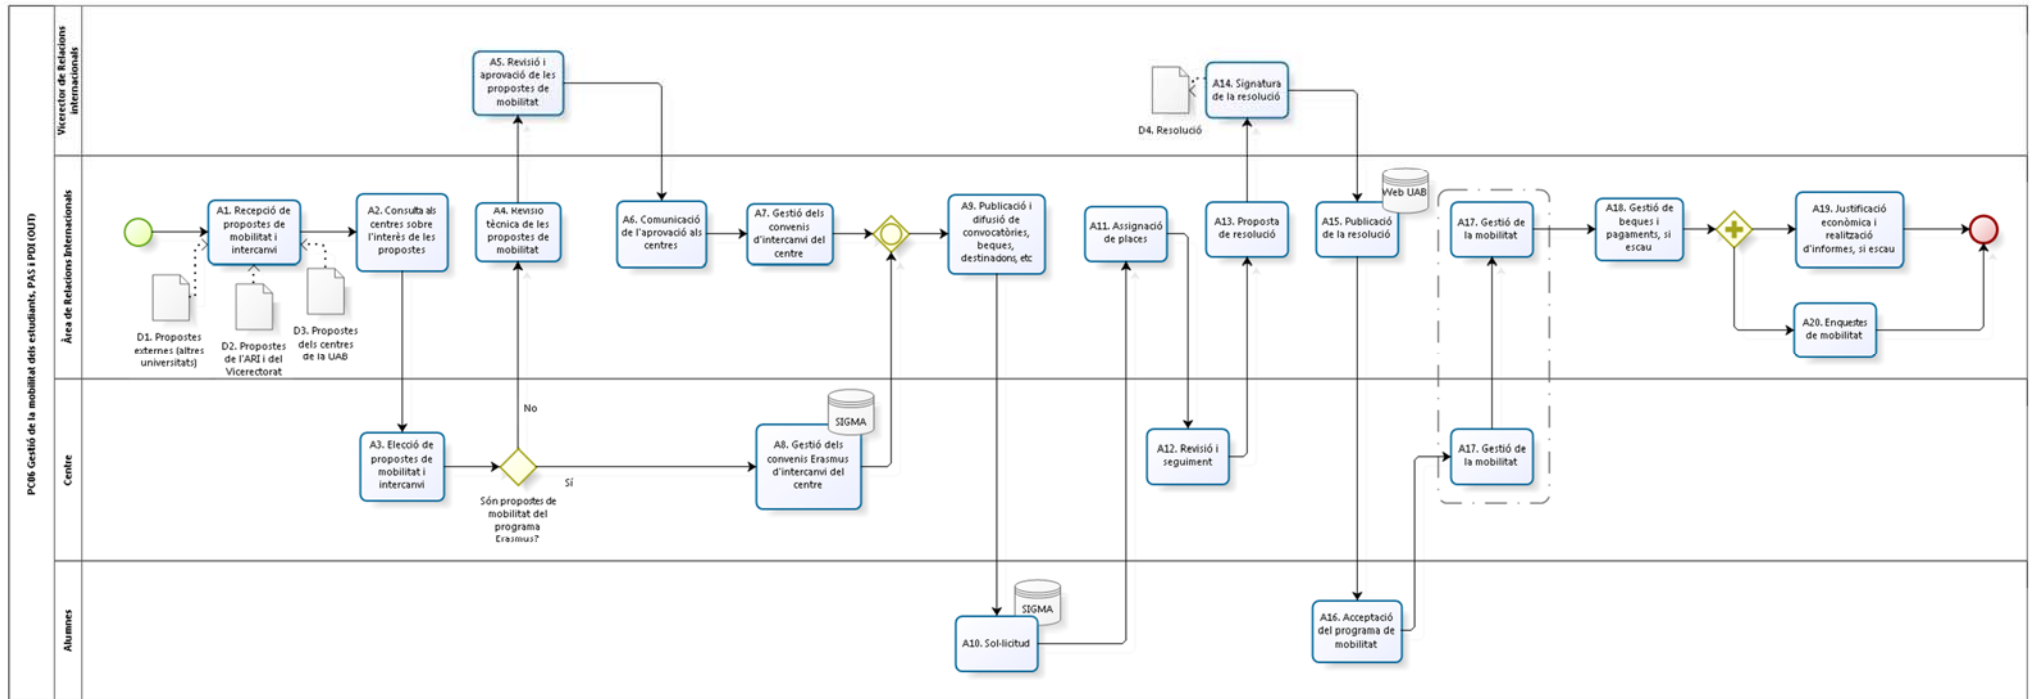 PC06 Gestió de la mobilitat dels estudiants, PAS i PDI (OUT)
Vicerector de Relacions
internacionals
A5. Revisió i
aprovació de les
propostes de
mobilitat
D4. Resolució
A14. Signatura
de la resolució
Àrea de Relacions Internacionals
A1. Recepció de
propostes de
mobilitat i
intercanvi
D1. Propostes
externes (altres
universitats)
D2. Propostes
de l'ARI i del
Vicerectorat
D3. Propostes
dels centres
de la UAB
A2. Consulta als
centres sobre
l'interès de les
propostes
A4. Revisió
tècnica de les
propostes de
mobilitat
A6. Comunicació
de l'aprovació als
centres
A7. Gestió dels
convenis
d'intercanvi del
centre
A9. Publicació i
difusió de
convocatòries,
beques,
destinacions, etc
A11. Assignació
de places
A13. Proposta
de resolució
Web UAB
A15. Publicació
de la resolució
A17. Gestió de
la mobilitat
A18. Gestió de
beques i
pagaments, si
escau
A19. Justificació
econòmica i
realització
d'informes, si escau
A20. Enquestes
de mobilitat
Centre
A3. Elecció de
propostes de
mobilitat i
intercanvi
No
Sí
Són propostes de
mobilitat del
programa
Erasmus?
SIGMA
A8. Gestió dels
convenis Erasmus
d'intercanvi del
centre
A12. Revisió i
seguiment
A17. Gestió de
la mobilitat
Alumnes
SIGMA
A10. Sol·licitud
A16. Acceptació
del programa de
mobilitat